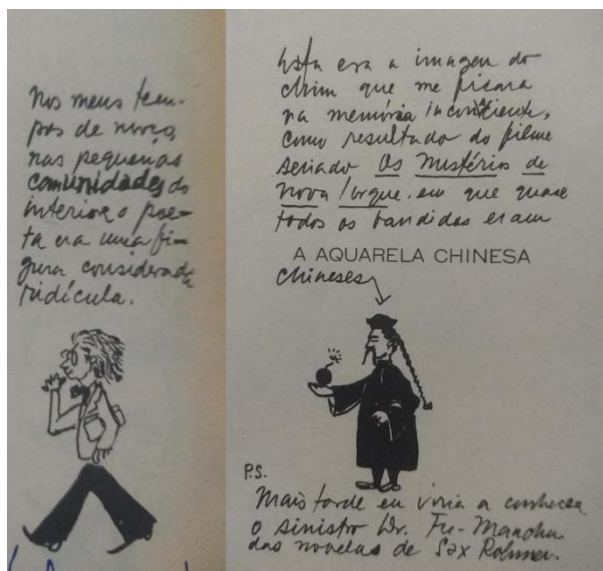 Nos meus tem-
pos de moço,
nas pequenas
comunidades do
interior, o poe-
ta era uma fi-
gura considerada
ridícula.
Esta era a imagem do
chim que me ficara
na memória inconsciente,
como resultado do filme
seriado Os Mistérios de
Nova Iorque, em que quase
todos os bandidos eram
A AQUARELA CHINESA
chineses
P.S.
Mais tarde eu viria a conhecer
o sinistro Dr. Fu-Manchu
das novelas de Sax Rohmer.